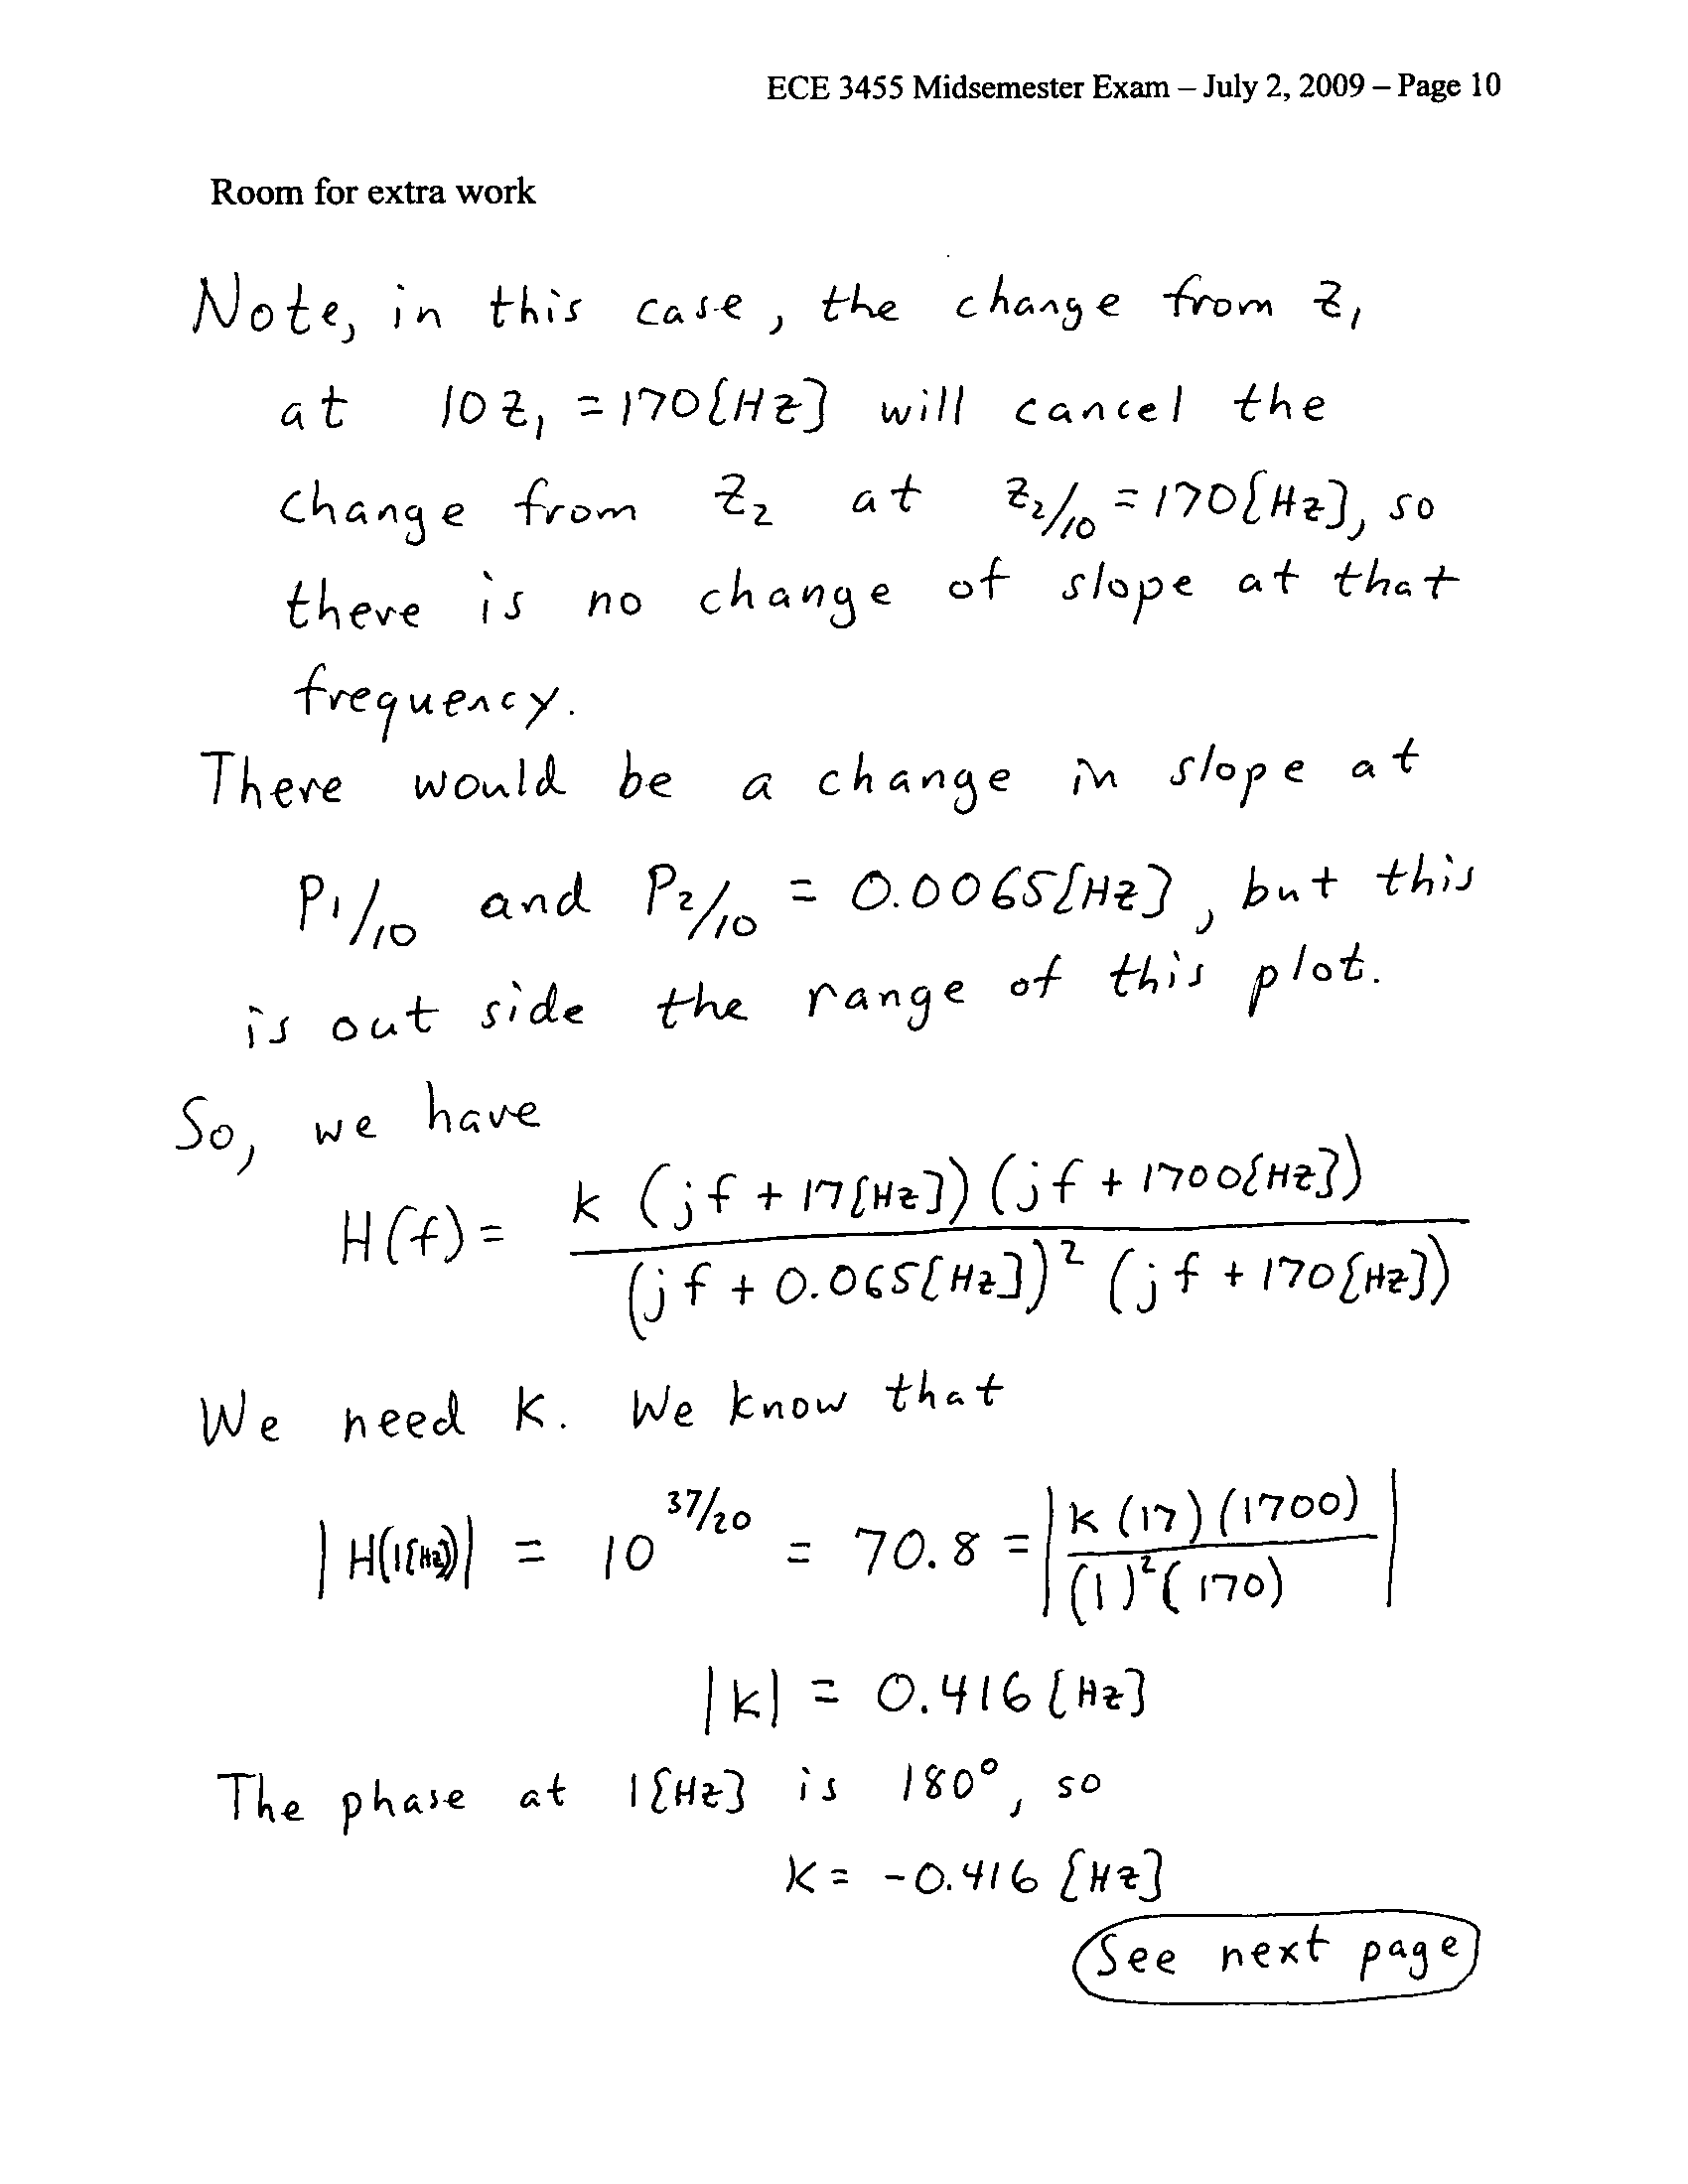 ECE 3455 Midsemester Exam – July 2, 2009 – Page 10
Room for extra work
Note, in this case, the change from z₁
at 10z₁ = 170{Hz} will cancel the
change from z₂ at z₂/10 = 170{Hz}, so
there is no change of slope at that
frequency.
There would be a change in slope at
P₁/10 and P₂/10 = 0.0065[Hz], but this
is out side the range of this plot.
So, we have
H(f) = k (jf + 17[Hz]) (jf + 1700{Hz}) / (jf + 0.065[Hz])² (jf + 170[Hz])
We need K. We know that
|H(1[Hz])| = 10^(37/20) = 70.8 = |k (17) (1700) / (1)² (170)|
|k| = 0.416 [Hz]
The phase at 1{Hz} is 180°, so
K = -0.416 [Hz]
See next page